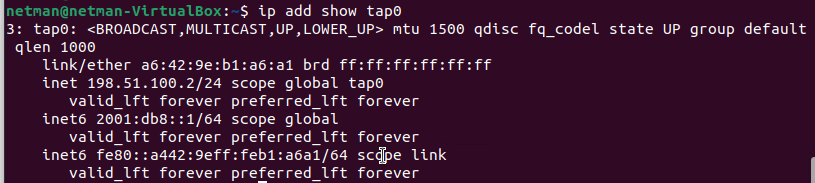 netman@netman-VirtualBox:~$ ip add show tap0
3: tap0: <BROADCAST,MULTICAST,UP,LOWER_UP> mtu 1500 qdisc fq_codel state UP group default
qlen 1000
link/ether a6:42:9e:b1:a6:a1 brd ff:ff:ff:ff:ff:ff
inet 198.51.100.2/24 scope global tap0
valid_lft forever preferred_lft forever
inet6 2001:db8::1/64 scope global
valid_lft forever preferred_lft forever
inet6 fe80::a442:9eff:feb1:a6a1/64 scope link
valid_lft forever preferred_lft forever